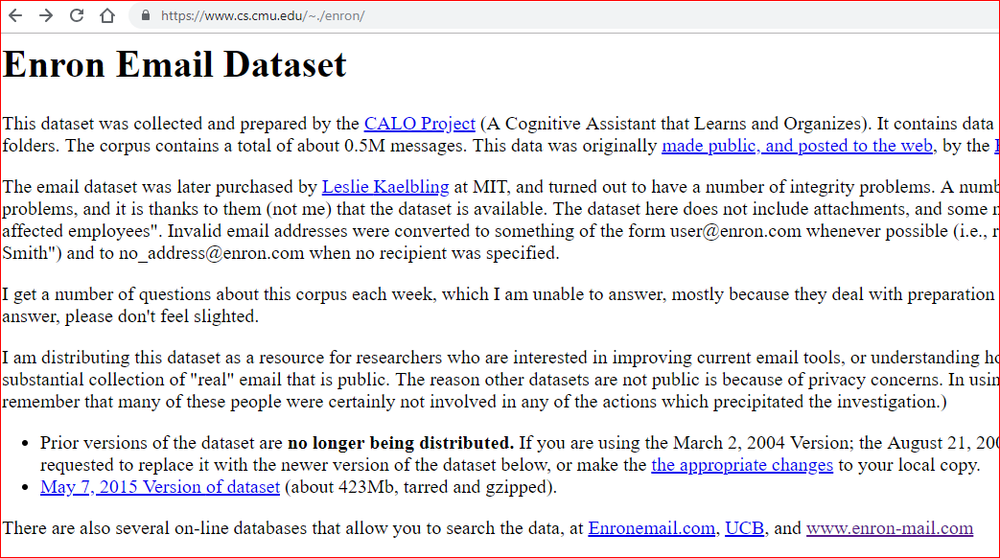 https://www.cs.cmu.edu/~./enron/
Enron Email Dataset
This dataset was collected and prepared by the CALO Project (A Cognitive Assistant that Learns and Organizes). It contains data
folders. The corpus contains a total of about 0.5M messages. This data was originally made public, and posted to the web, by the
The email dataset was later purchased by Leslie Kaelbling at MIT, and turned out to have a number of integrity problems. A
problems, and it is thanks to them (not me) that the dataset is available. The dataset here does not include attachments, and some
affected employees". Invalid email addresses were converted to something of the form user@enron.com whenever possible (i.e.,
Smith") and to no_address@enron.com when no recipient was specified.
I get a number of questions about this corpus each week, which I am unable to answer, mostly because they deal with preparation
answer, please don't feel slighted.
I am distributing this dataset as a resource for researchers who are interested in improving current email tools, or understanding
substantial collection of "real" email that is public. The reason other datasets are not public is because of privacy concerns. In
remember that many of these people were certainly not involved in any of the actions which precipitated the investigation.)
• Prior versions of the dataset are no longer being distributed. If you are using the March 2, 2004 Version; the August 21,
requested to replace it with the newer version of the dataset below, or make the the appropriate changes to your local copy.
• May 7, 2015 Version of dataset (about 423Mb, tarred and gzipped).
There are also several on-line databases that allow you to search the data, at Enronemail.com, UCB, and www.enron-mail.com